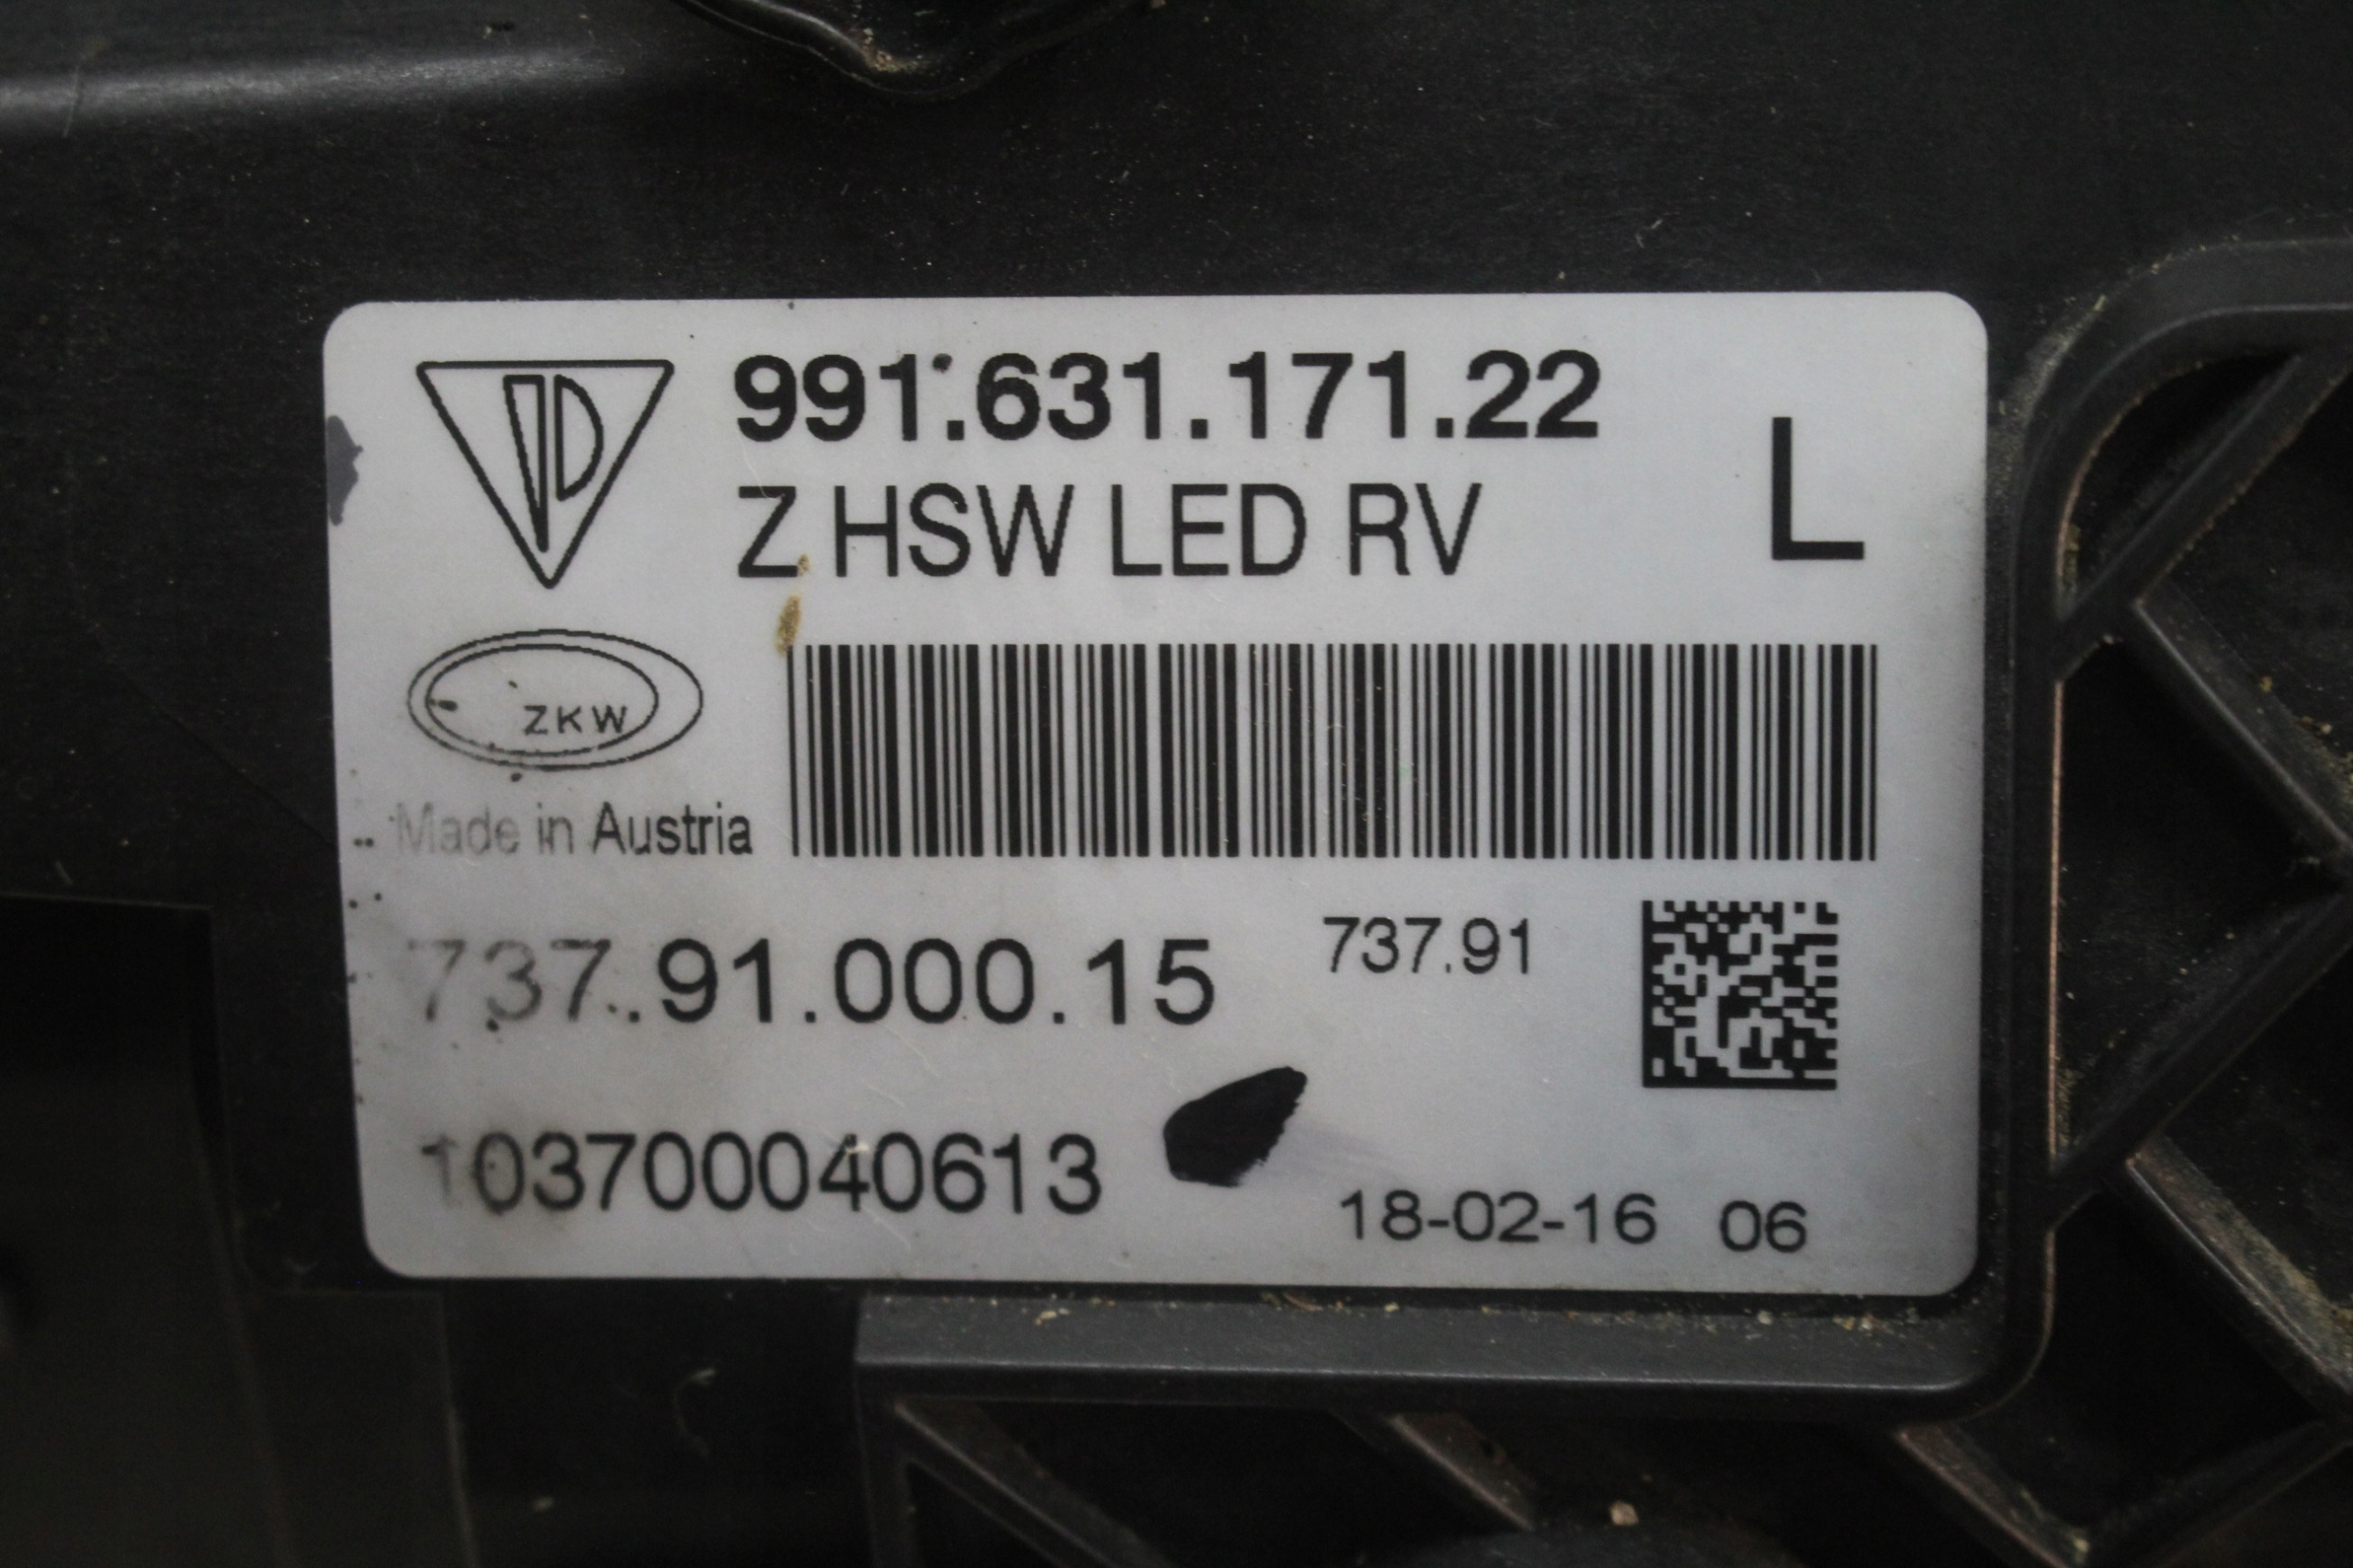 991.631.171.22
Z HSW LED RV
L
ZKW
Made in Austria
737.91.000.15
737.91
103700040613
18-02-16 06